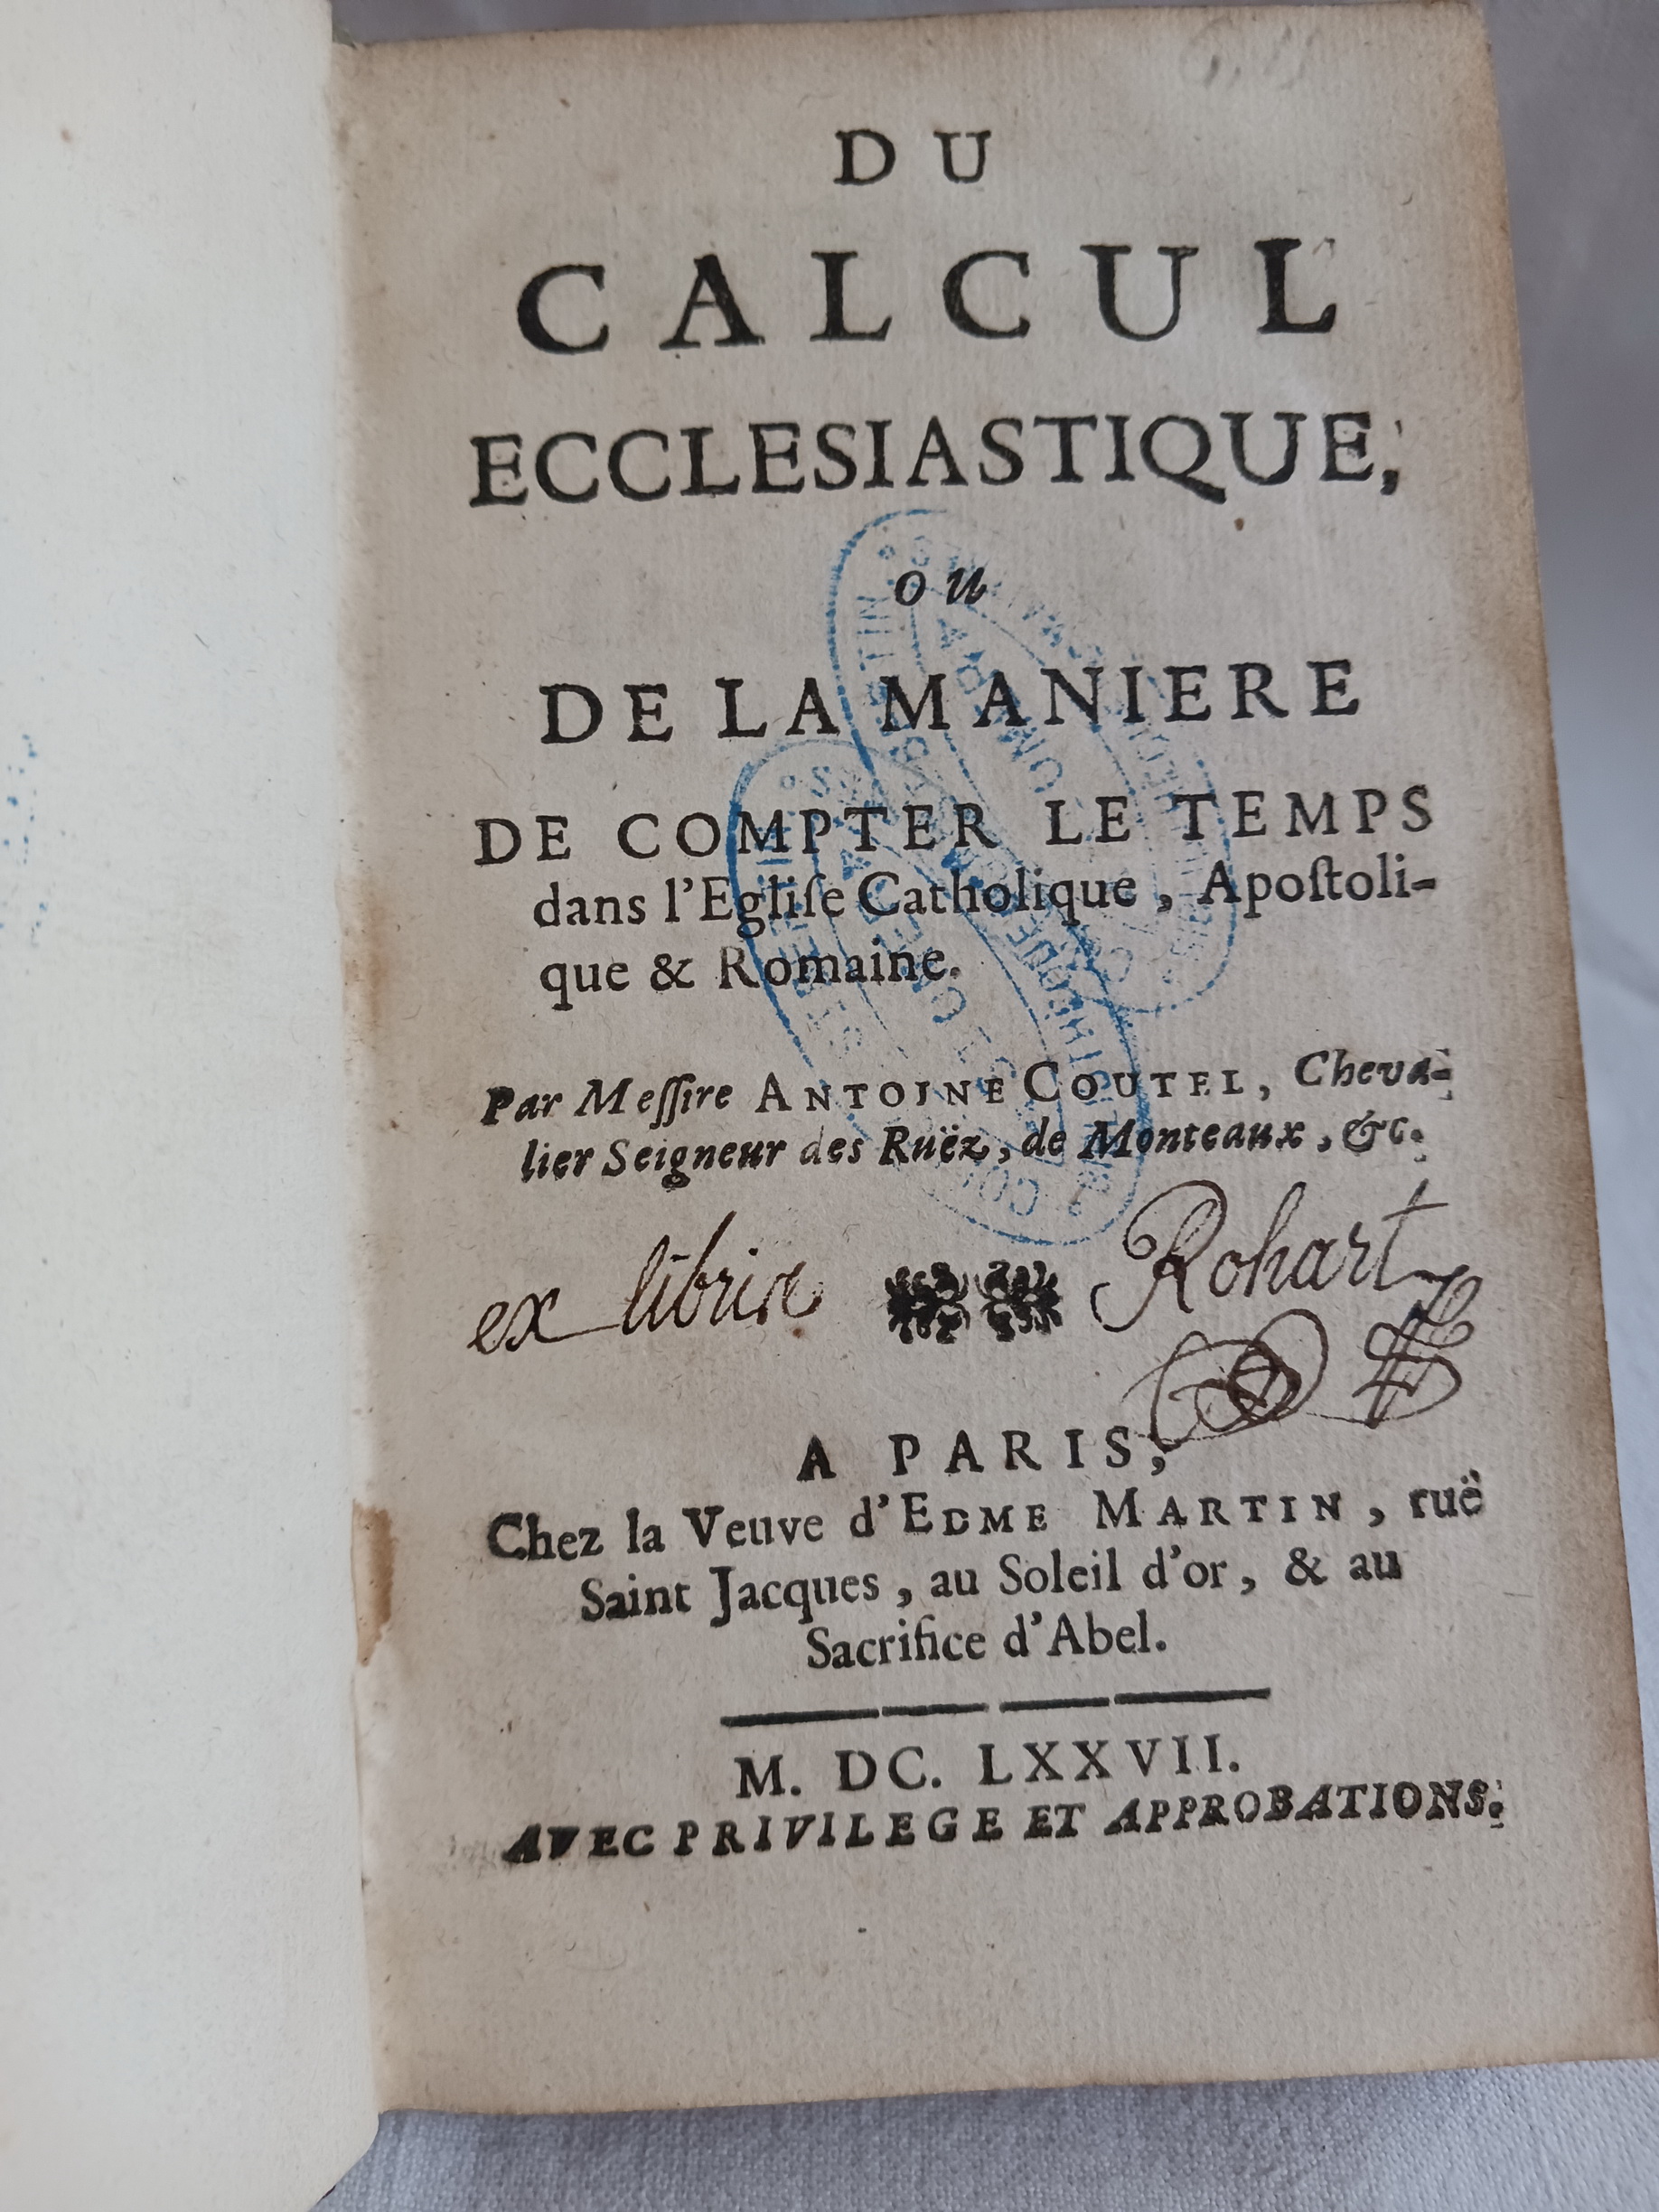 DU
CALCUL
ECCLESIASTIQUE,
ou
DE LA MANIERE
DE COMPTER LE TEMPS
dans l'Egliſe Catholique, Apoſtoli-
que & Romaine.
Par Meſſire ANTOINE COUTEL, Cheva-
lier Seigneur des Ruëz, de Monteaux, &c.
ex libris Rohart
A PARIS,
Chez la Veuve d'EDME MARTIN, ruë
Saint Jacques, au Soleil d'or, & au
Sacrifice d'Abel.
M. DC. LXXVII.
AVEC PRIVILEGE ET APPROBATIONS.